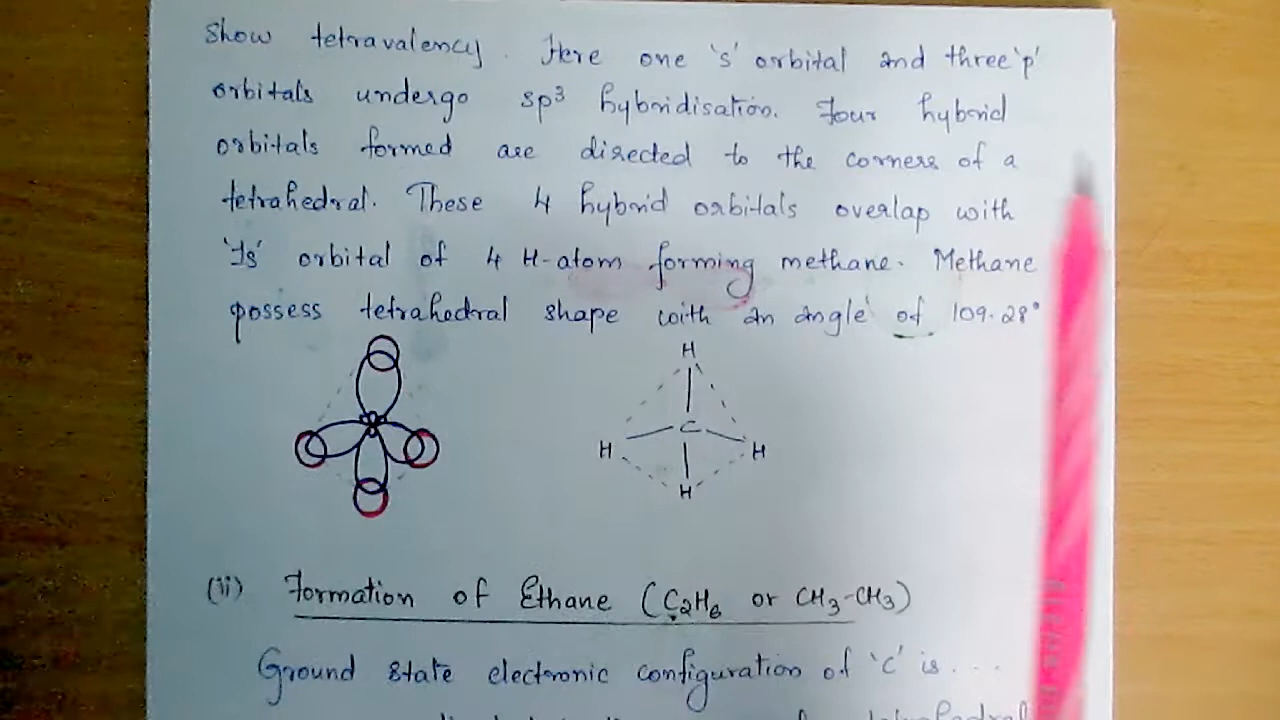 show tetravalency. Here one 's' orbital and three 'p'
orbitals undergo sp³ hybridisation. Four hybrid
orbitals formed are directed to the corners of a
tetrahedral. These 4 hybrid orbitals overlap with
'1s' orbital of 4 H-atom forming methane. Methane
possess tetrahedral shape with an angle of 109.28°
H
C
H H
H
(ii) Formation of Ethane (C₂H₆ or CH₃-CH₃)
Ground state electronic configuration of 'C' is ...